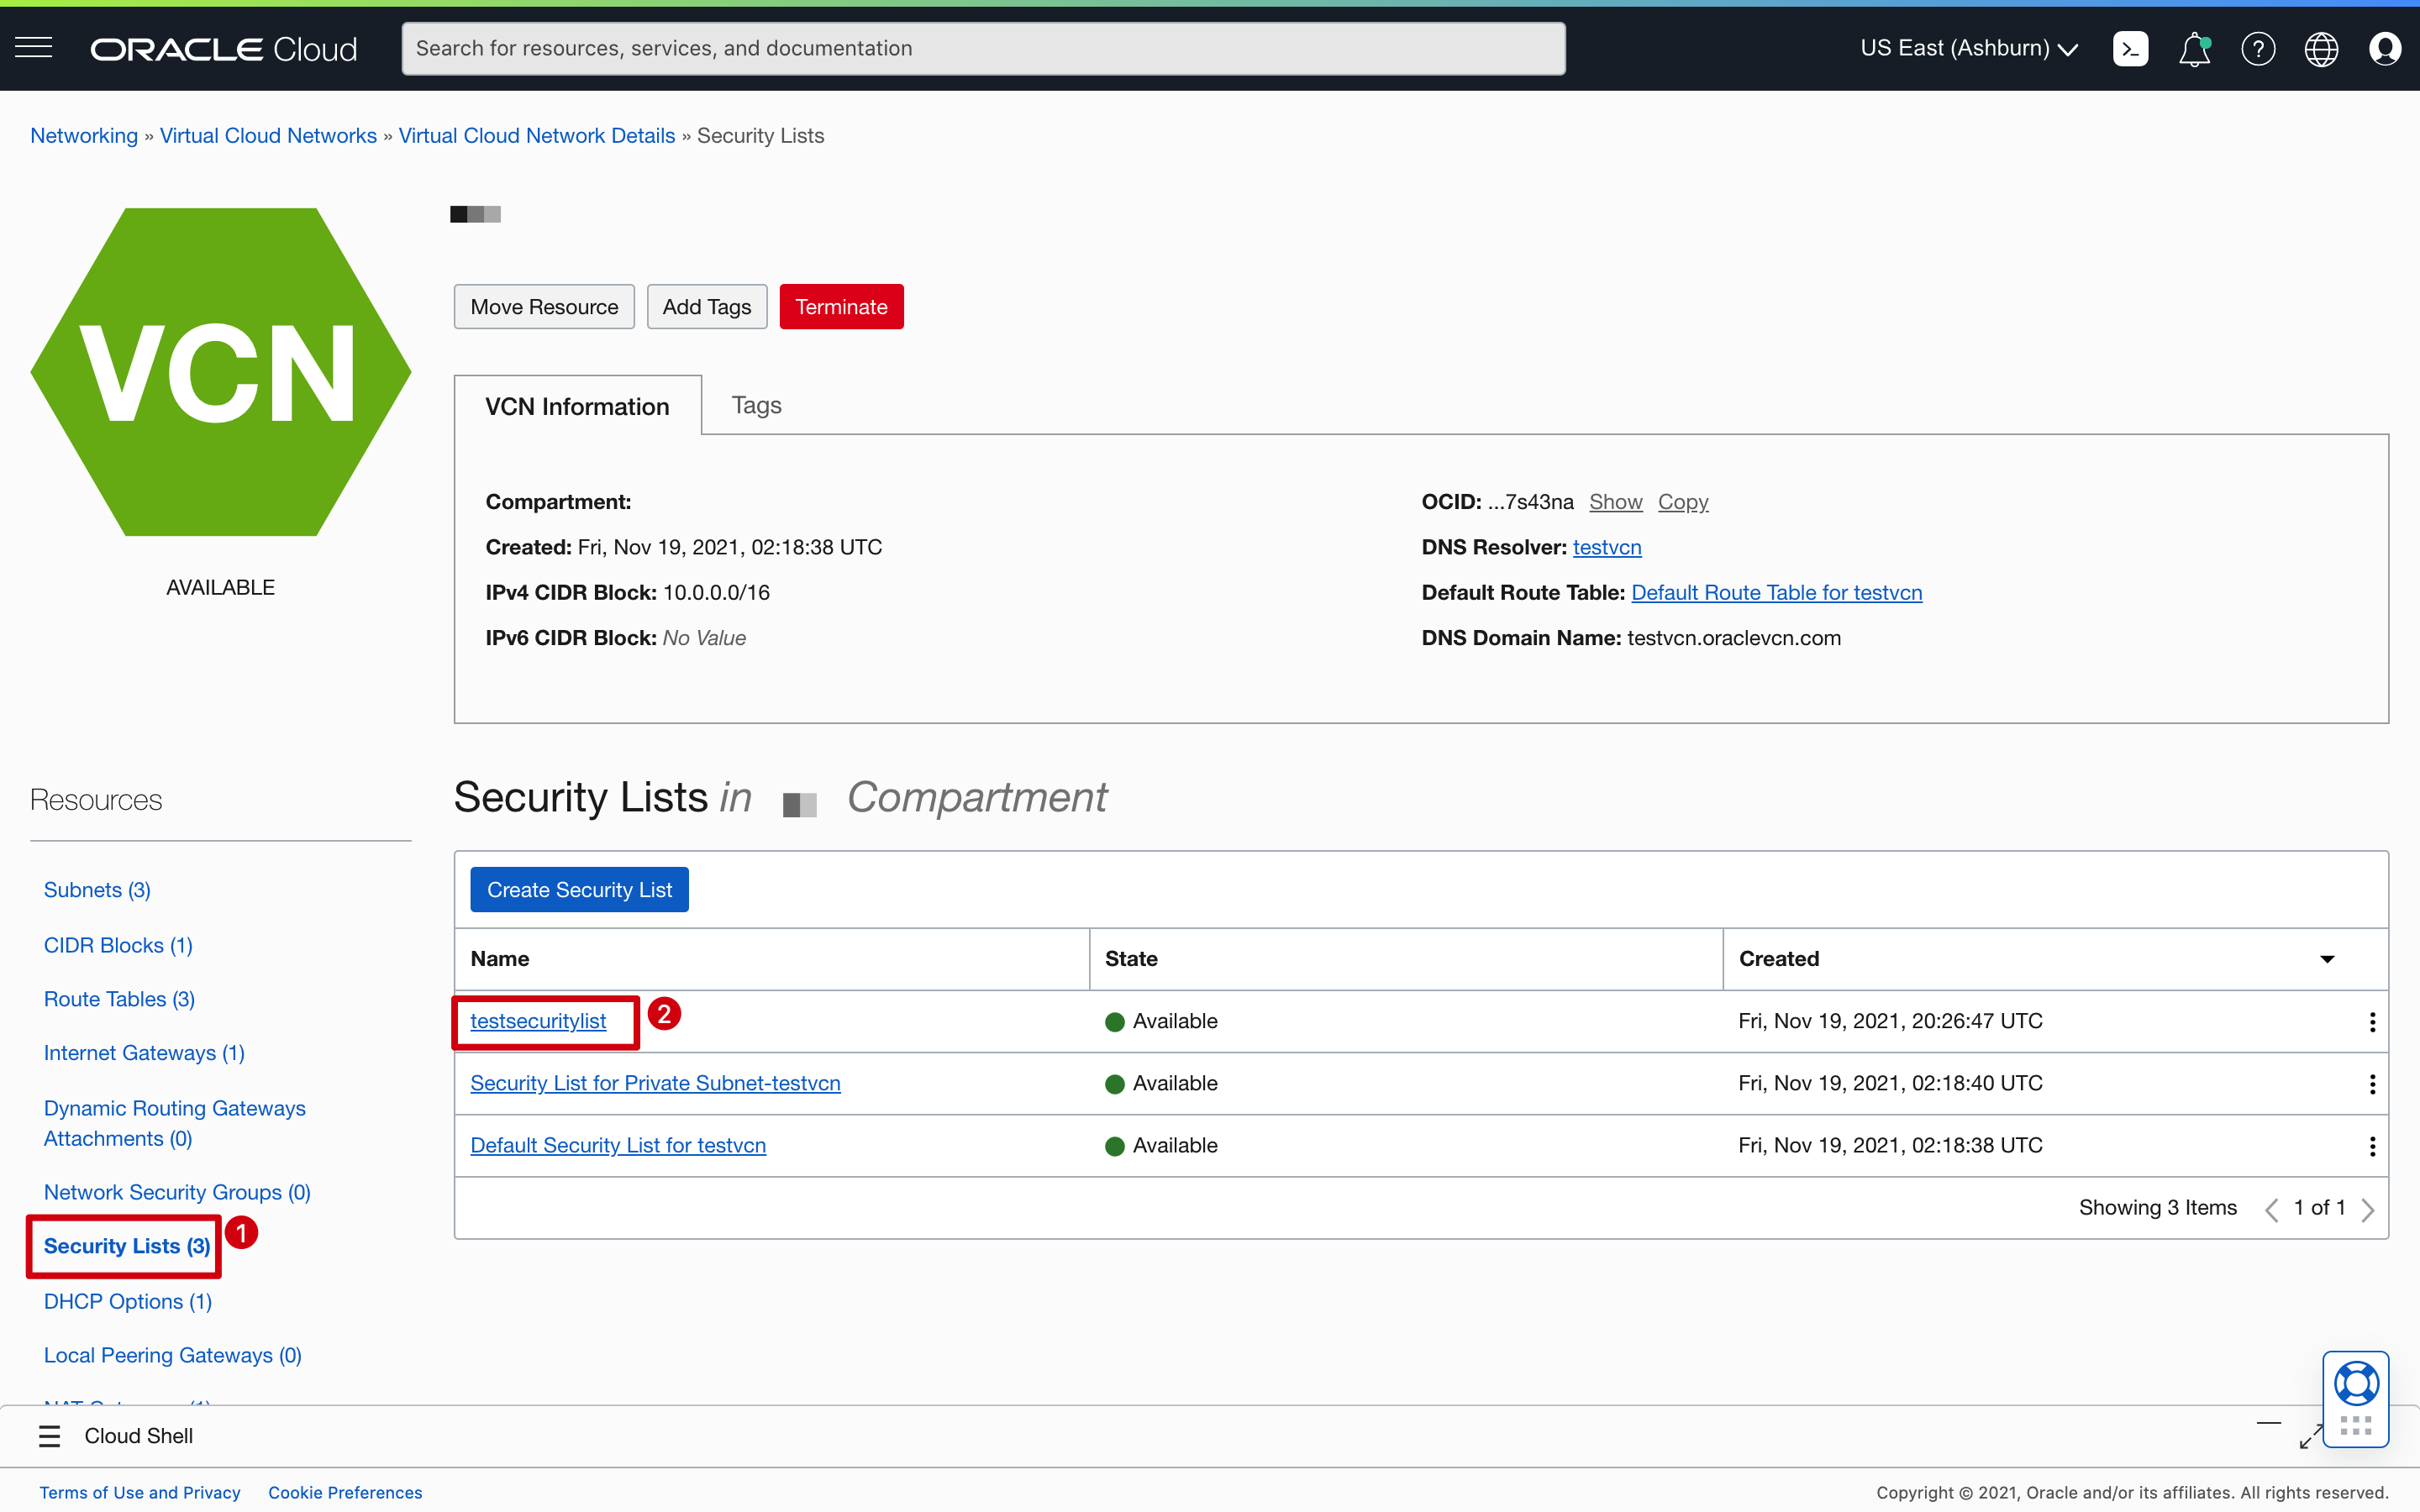 ORACLE Cloud
Search for resources, services, and documentation
US East (Ashburn)
Networking » Virtual Cloud Networks » Virtual Cloud Network Details » Security Lists
VCN
AVAILABLE
Move Resource
Add Tags
Terminate
VCN Information
Tags
Compartment:
Created: Fri, Nov 19, 2021, 02:18:38 UTC
IPv4 CIDR Block: 10.0.0.0/16
IPv6 CIDR Block: No Value
OCID: ...7s43na Show Copy
DNS Resolver: testvcn
Default Route Table: Default Route Table for testvcn
DNS Domain Name: testvcn.oraclevcn.com
Resources
Subnets (3)
CIDR Blocks (1)
Route Tables (3)
Internet Gateways (1)
Dynamic Routing Gateways
Attachments (0)
Network Security Groups (0)
Security Lists (3)
1
DHCP Options (1)
Local Peering Gateways (0)
Security Lists in Compartment
Create Security List
Name State Created
testsecuritylist 2 Available Fri, Nov 19, 2021, 20:26:47 UTC
Security List for Private Subnet-testvcn Available Fri, Nov 19, 2021, 02:18:40 UTC
Default Security List for testvcn Available Fri, Nov 19, 2021, 02:18:38 UTC
Showing 3 Items 1 of 1
Cloud Shell
Terms of Use and Privacy Cookie Preferences
Copyright © 2021, Oracle and/or its affiliates. All rights reserved.